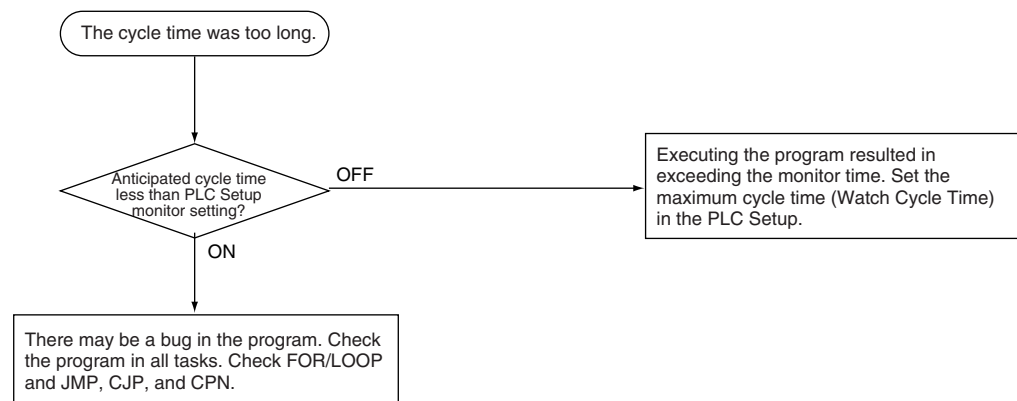 The cycle time was too long.
Anticipated cycle time
less than PLC Setup
monitor setting?
OFF
Executing the program resulted in
exceeding the monitor time. Set the
maximum cycle time (Watch Cycle Time)
in the PLC Setup.
ON
There may be a bug in the program. Check
the program in all tasks. Check FOR/LOOP
and JMP, CJP, and CPN.